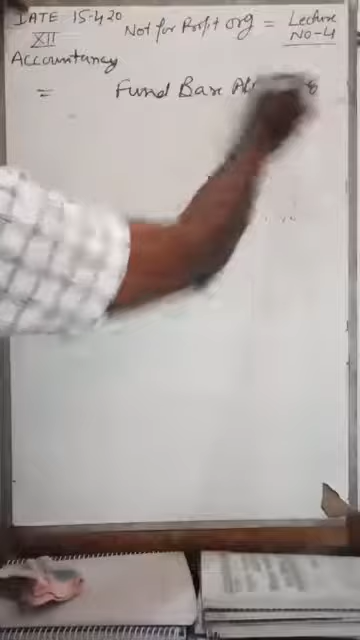 DATE 15-4-20
XII
Accountancy
Not for Profit org = Lecture
NO-4
= Fund Base